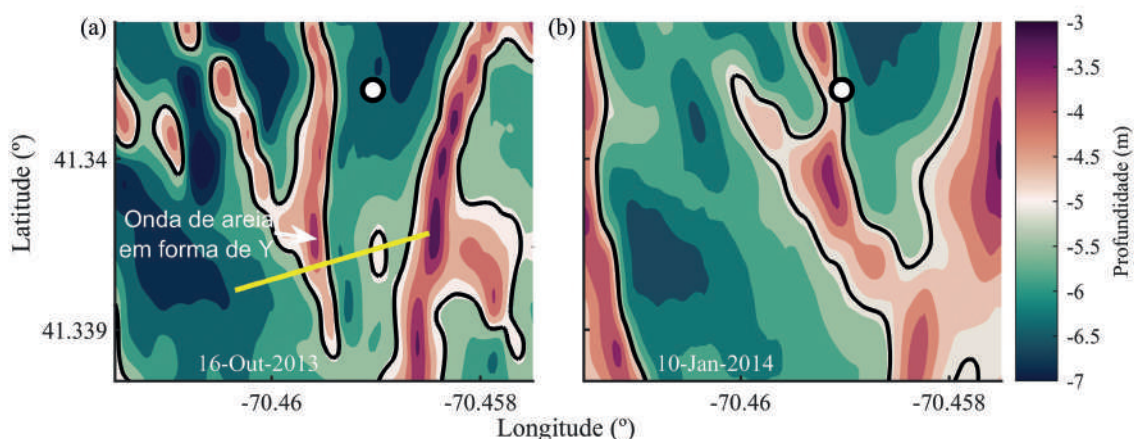 (a)
(b)
Onda de areia
em forma de Y
16-Out-2013
10-Jan-2014
41.34
41.339
Latitude (º)
-70.46
-70.458
-70.46
-70.458
Longitude (º)
-3
-3.5
-4
-4.5
-5
-5.5
-6
-6.5
-7
Profundidade (m)